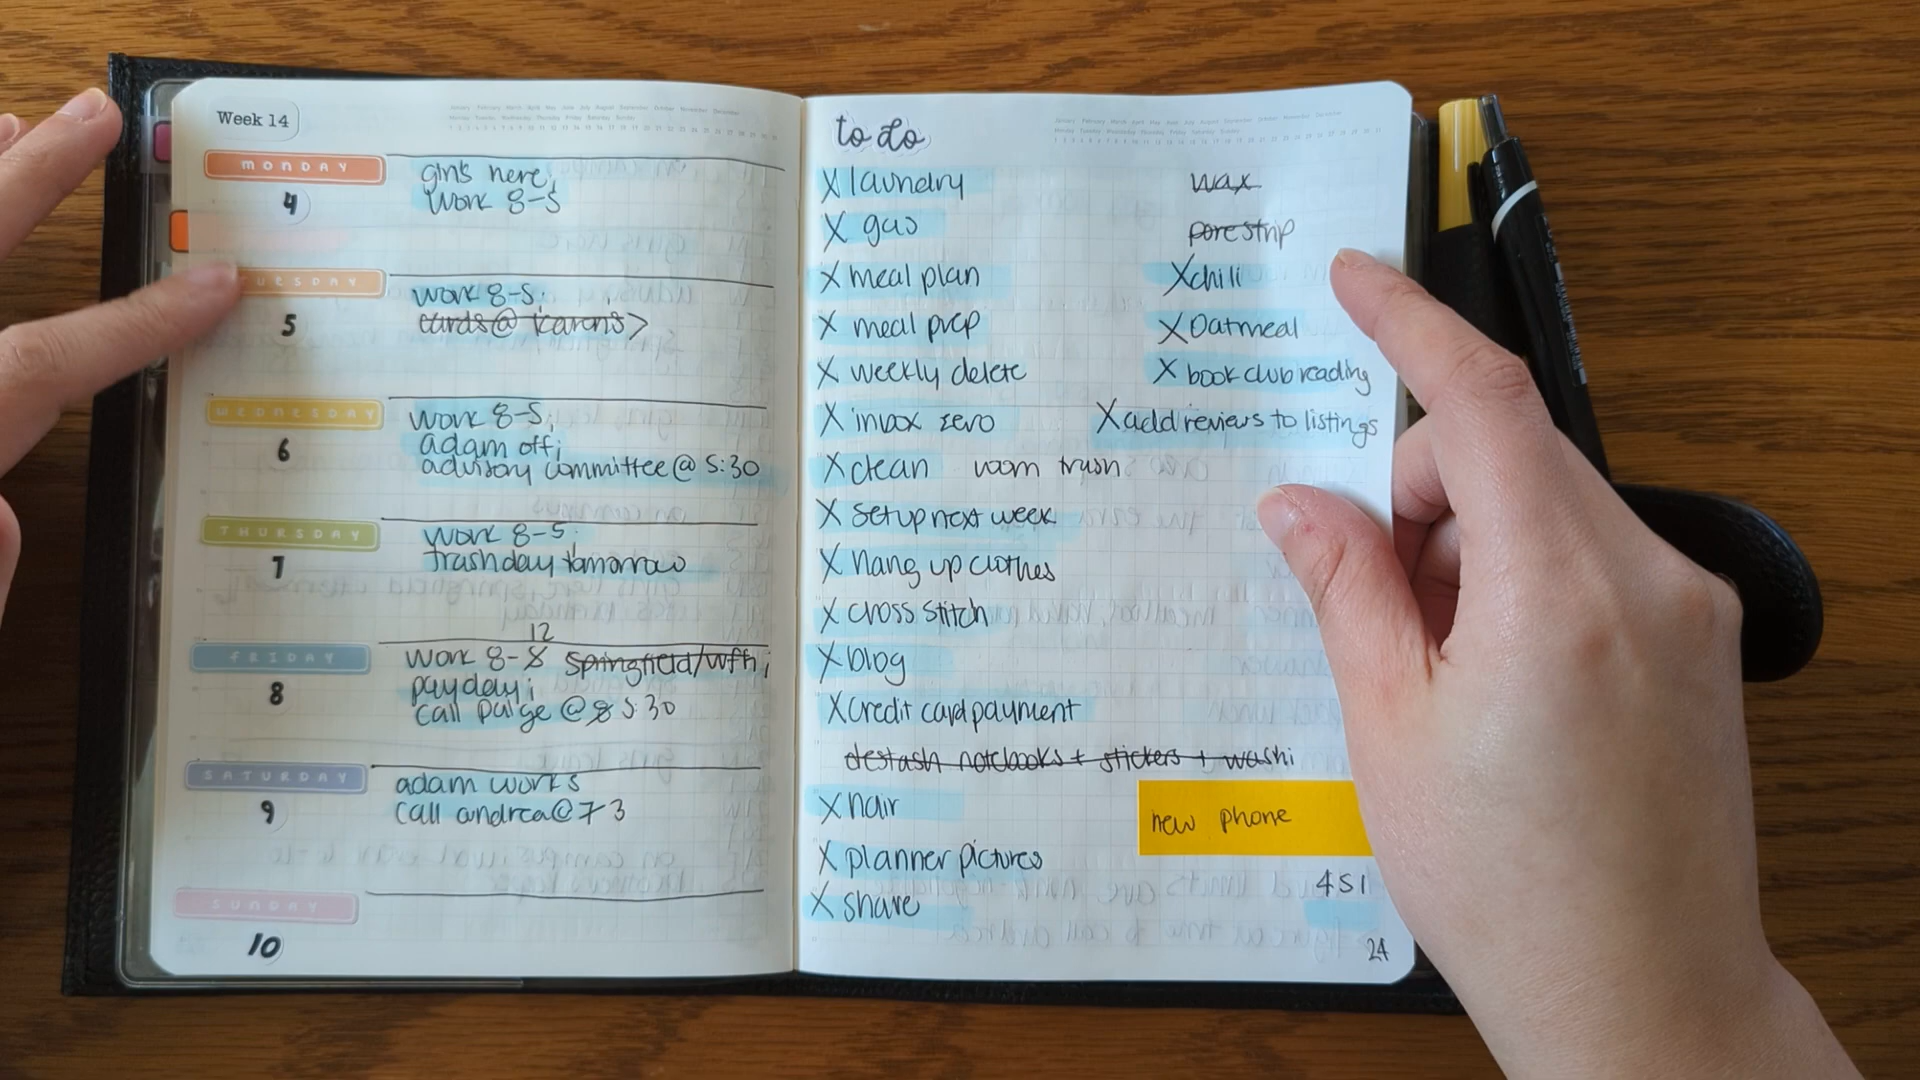 Week 14
MONDAY
4
girls here;
work 8-5
TUESDAY
5
work 8-5;
cards @ karen's >
WEDNESDAY
6
work 8-5;
adam off;
advisory committee @ 5:30
THURSDAY
7
work 8-5;
trash day tomorrow
FRIDAY
8
12
work 8-5 springfield/wfh;
payday;
call paige @ 8 5:30
SATURDAY
9
adam works
call andrea @ 7 3
SUNDAY
10
to do
X laundry
X gas
X meal plan
X meal prep
X weekly delete
X inbox zero
X clean room trash
X setup next week
X hang up clothes
X cross stitch
X blog
X credit card payment
destash notebooks + stickers + washi
X hair
X planner pictures
X share
wax
pore strip
X chili
X oatmeal
X book club reading
X add reviews to listings
new phone
451
24